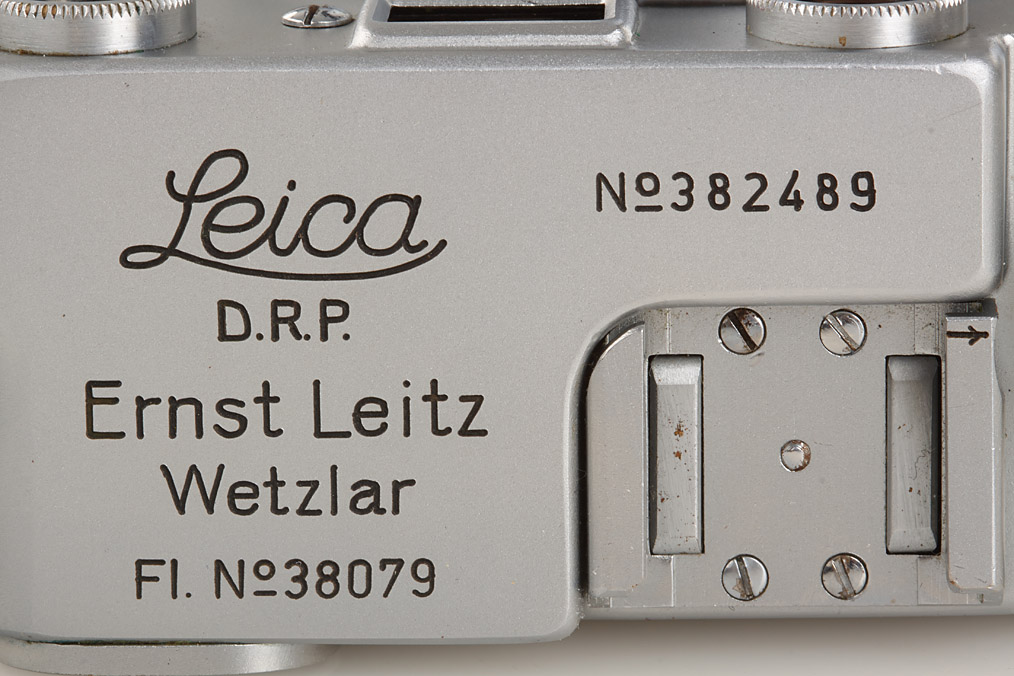 Leica
D.R.P.
Ernst Leitz
Wetzlar
Fl. Nº38079
Nº382489